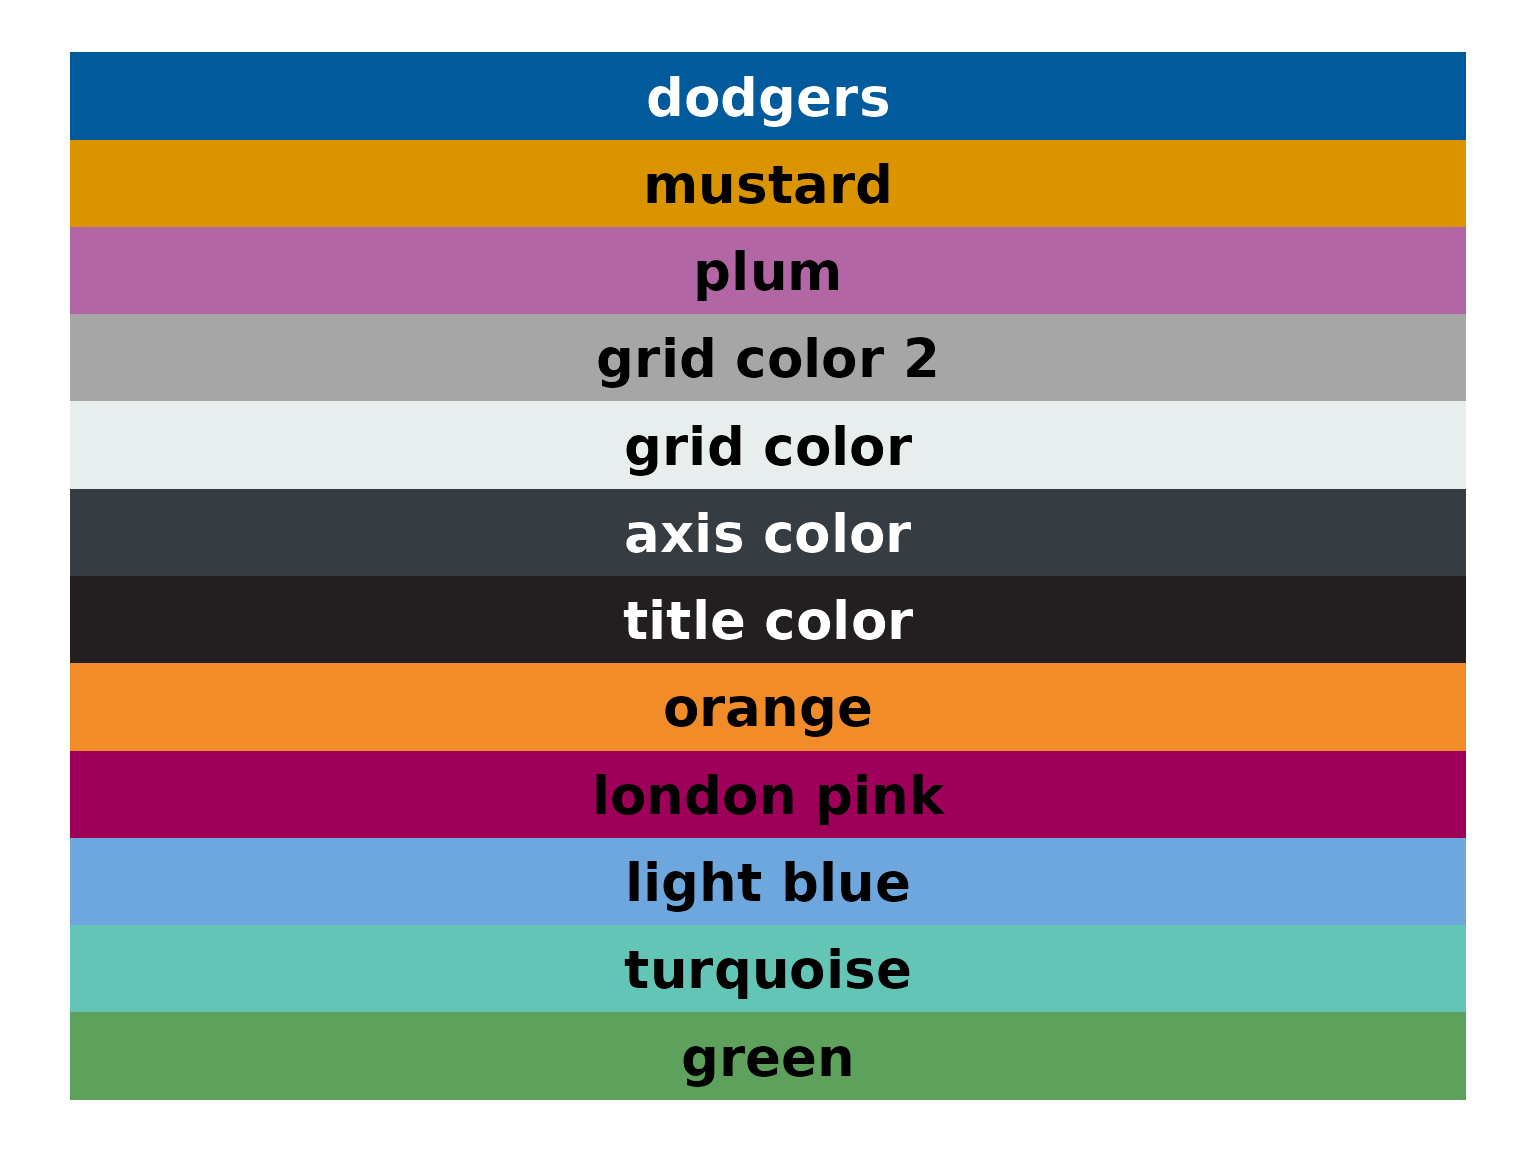 dodgers
mustard
plum
grid color 2
grid color
axis color
title color
orange
london pink
light blue
turquoise
green